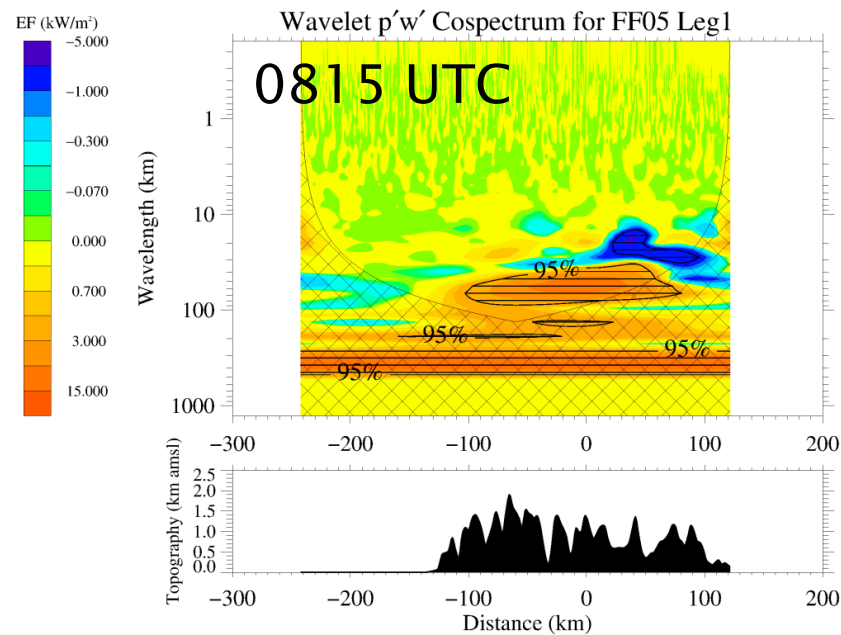 Wavelet p′w′ Cospectrum for FF05 Leg1
EF (kW/m²)
−5.000
−1.000
−0.300
−0.070
0.000
0.700
3.000
15.000
0815 UTC
Wavelength (km)
1
10
100
1000
95%
95%
95%
95%
−300 −200 −100 0 100 200
Topography (km amsl)
2.5
2.0
1.5
1.0
0.5
0.0
−300 −200 −100 0 100 200
Distance (km)